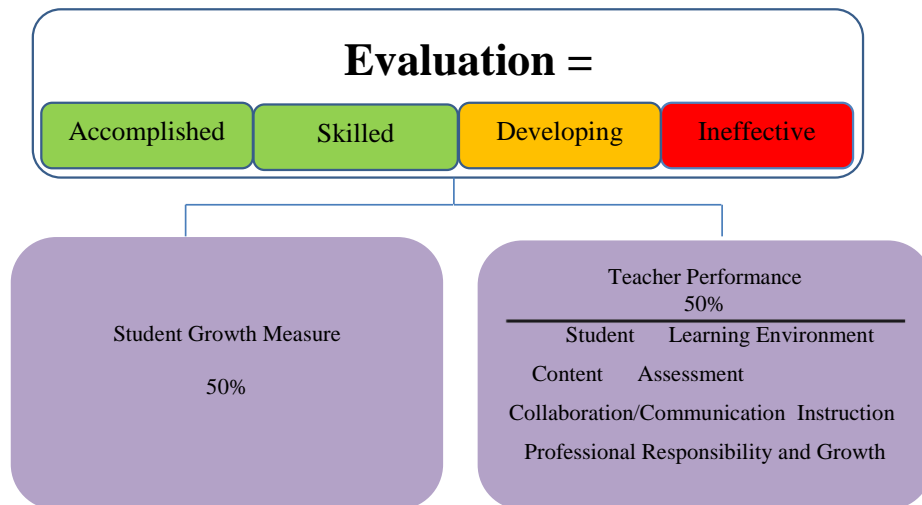 Evaluation =
Accomplished Skilled Developing Ineffective
Student Growth Measure
50%
Teacher Performance
50%
Student Learning Environment
Content Assessment
Collaboration/Communication Instruction
Professional Responsibility and Growth